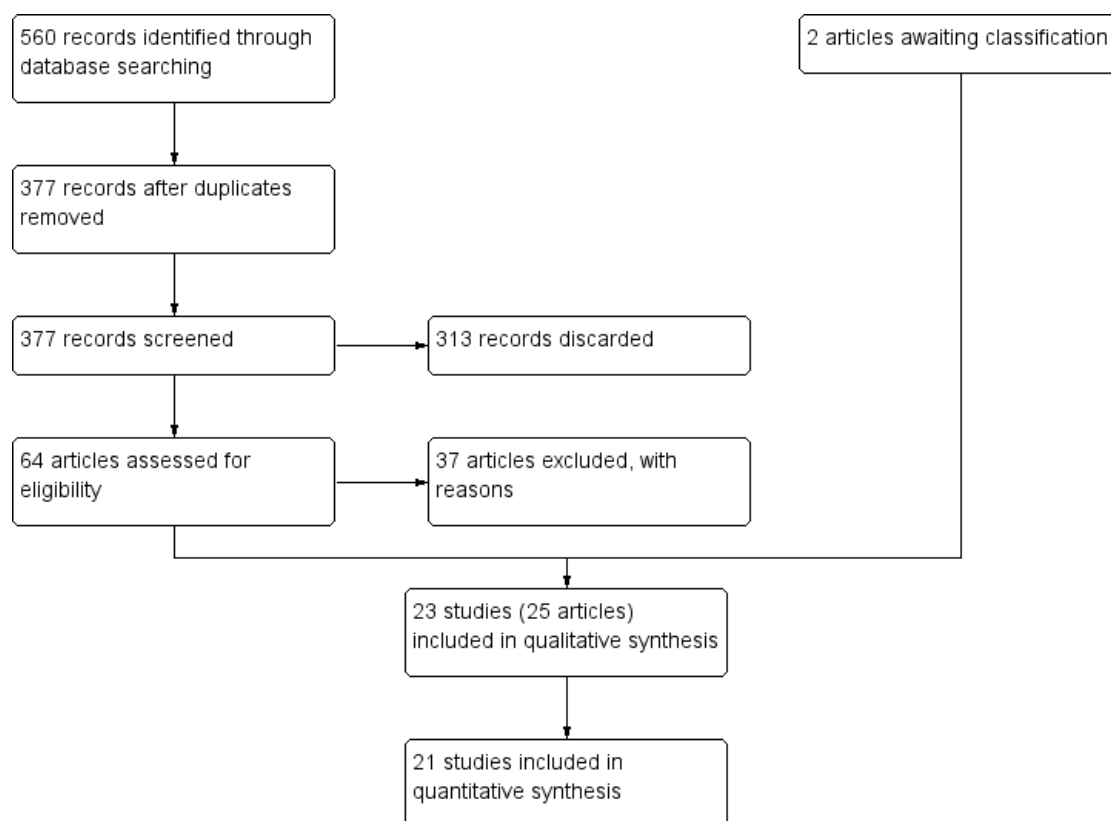 560 records identified through
database searching
2 articles awaiting classification
377 records after duplicates
removed
377 records screened
313 records discarded
64 articles assessed for
eligibility
37 articles excluded, with
reasons
23 studies (25 articles)
included in qualitative synthesis
21 studies included in
quantitative synthesis